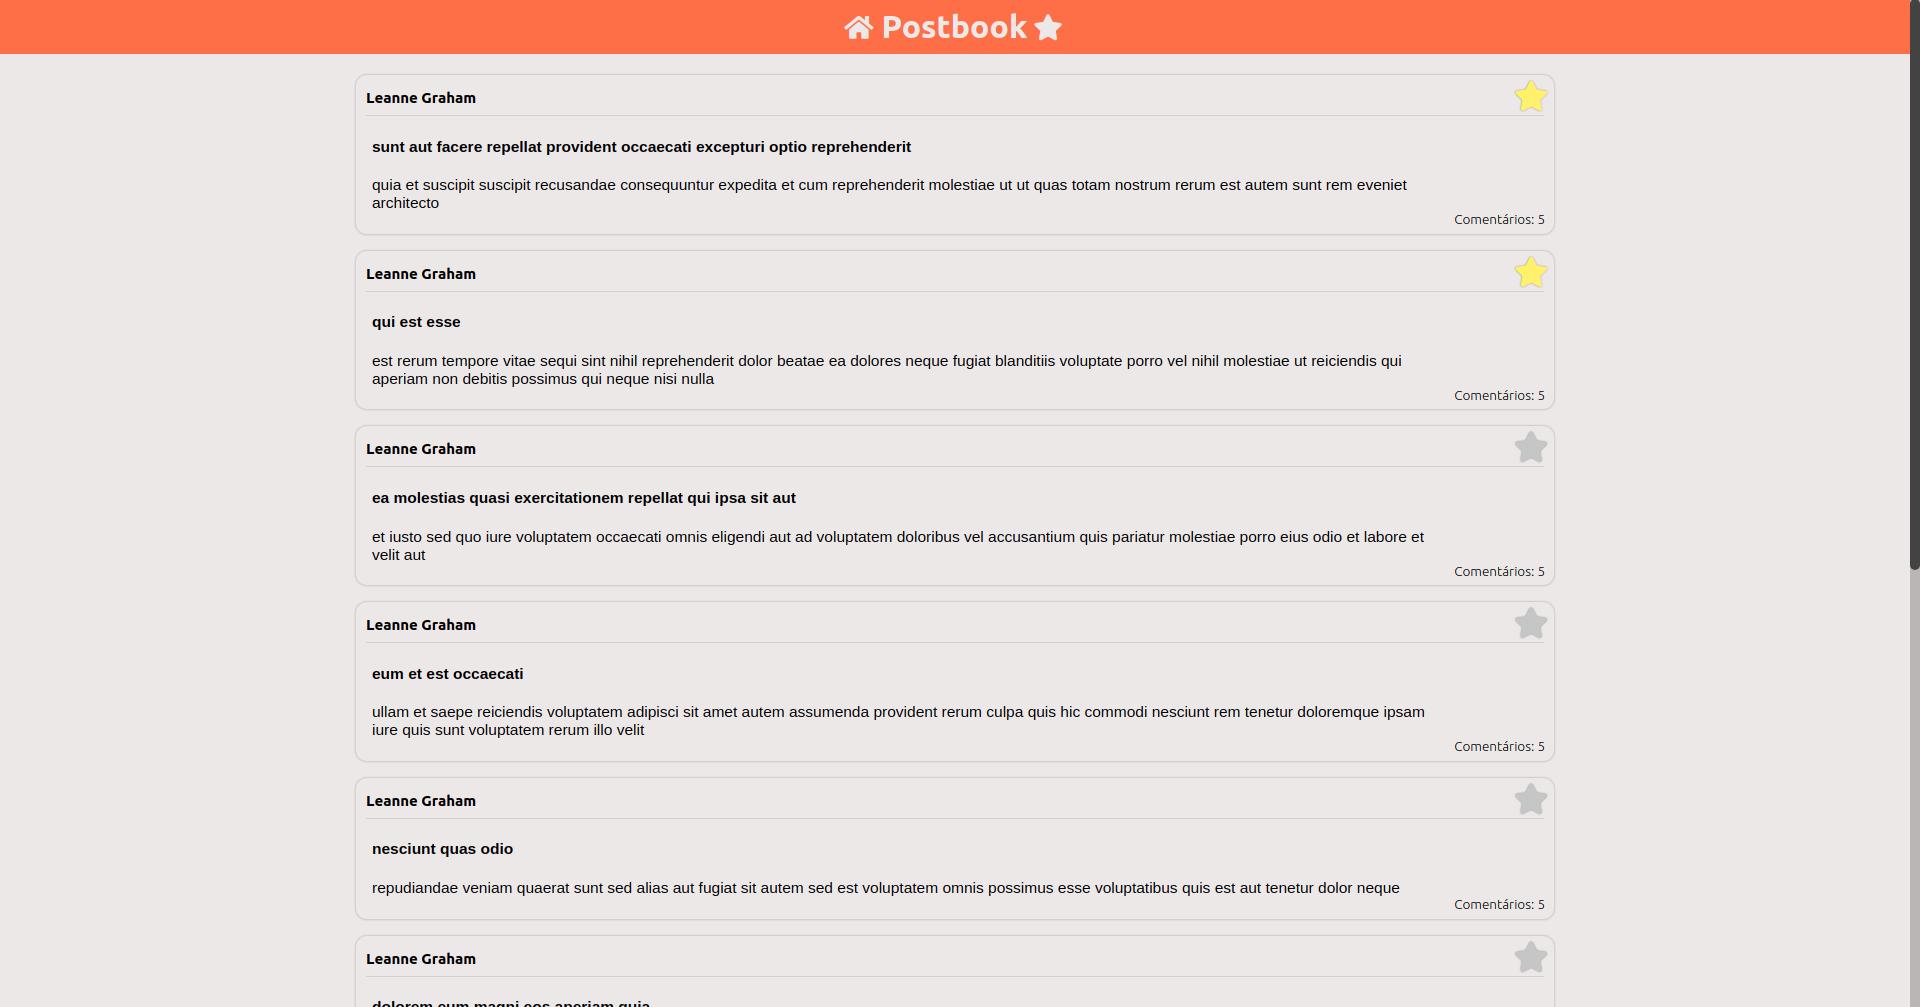 Postbook
Leanne Graham
sunt aut facere repellat provident occaecati excepturi optio reprehenderit
quia et suscipit suscipit recusandae consequuntur expedita et cum reprehenderit molestiae ut ut quas totam nostrum rerum est autem sunt rem eveniet
architecto
Comentários: 5
Leanne Graham
qui est esse
est rerum tempore vitae sequi sint nihil reprehenderit dolor beatae ea dolores neque fugiat blanditiis voluptate porro vel nihil molestiae ut reiciendis qui
aperiam non debitis possimus qui neque nisi nulla
Comentários: 5
Leanne Graham
ea molestias quasi exercitationem repellat qui ipsa sit aut
et iusto sed quo iure voluptatem occaecati omnis eligendi aut ad voluptatem doloribus vel accusantium quis pariatur molestiae porro eius odio et labore et
velit aut
Comentários: 5
Leanne Graham
eum et est occaecati
ullam et saepe reiciendis voluptatem adipisci sit amet autem assumenda provident rerum culpa quis hic commodi nesciunt rem tenetur doloremque ipsam
iure quis sunt voluptatem rerum illo velit
Comentários: 5
Leanne Graham
nesciunt quas odio
repudiandae veniam quaerat sunt sed alias aut fugiat sit autem sed est voluptatem omnis possimus esse voluptatibus quis est aut tenetur dolor neque
Comentários: 5
Leanne Graham
dolorem eum magni eos aperiam quia